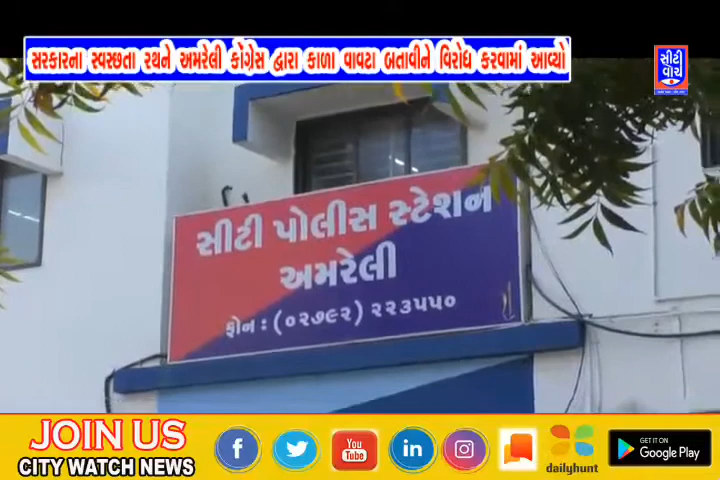 સરકારના સ્વચ્છતા રથને અમરેલી કોંગ્રેસ દ્વારા કાળા વાવટા બતાવીને વિરોધ કરવામાં આવ્યો
સીટી
વોચ
સીટી પોલીસ સ્ટેશન
અમરેલી
ફોન : (૦૨૭૯૨) ૨૨૩૫૫૦
JOIN US
CITY WATCH NEWS
You
Tube
dailyhunt
GET IT ON
Google Play